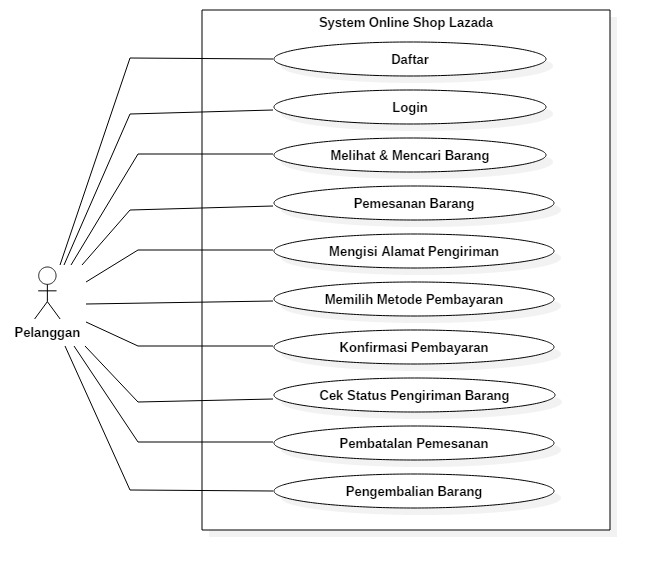 System Online Shop Lazada
Daftar
Login
Melihat & Mencari Barang
Pemesanan Barang
Mengisi Alamat Pengiriman
Memilih Metode Pembayaran
Pelanggan
Konfirmasi Pembayaran
Cek Status Pengiriman Barang
Pembatalan Pemesanan
Pengembalian Barang